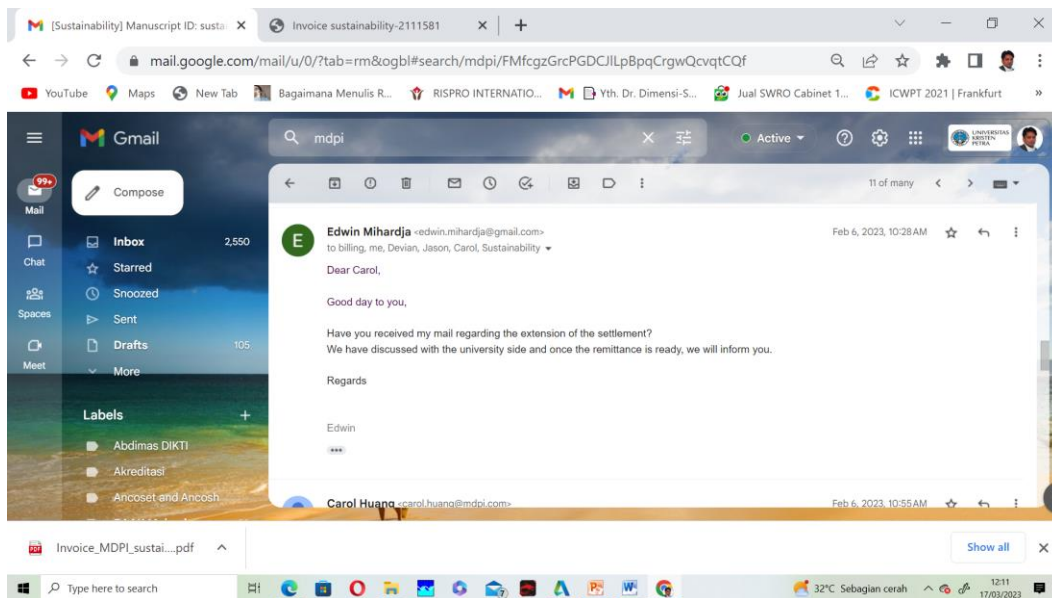 [Sustainability] Manuscript ID: susta
Invoice sustainability-2111581
mail.google.com/mail/u/0/?tab=rm&ogbl#search/mdpi/FMfcgzGrcPGDCJlLpBpqCrgwQcvqtCQf
YouTube Maps New Tab Bagaimana Menulis R... RISPRO INTERNATIO... Yth. Dr. Dimensi-S... Jual SWRO Cabinet 1... ICWPT 2021 | Frankfurt »
Gmail
mdpi
Active
UNIVERSITAS
KRISTEN
PETRA
99+
Mail
Compose
11 of many
Chat
Spaces
Meet
Inbox 2,550
Starred
Snoozed
Sent
Drafts 105
More
Labels +
Abdimas DIKTI
Akreditasi
Ancoset and Ancosh
E
Edwin Mihardja <edwin.mihardja@gmail.com>
Feb 6, 2023, 10:28 AM
to billing, me, Devian, Jason, Carol, Sustainability
Dear Carol,
Good day to you,
Have you received my mail regarding the extension of the settlement?
We have discussed with the university side and once the remittance is ready, we will inform you.
Regards
Edwin
Carol Huang <carol.huang@mdpi.com>
Feb 6, 2023, 10:55 AM
Invoice_MDPI_sustai....pdf
Show all
Type here to search
32°C Sebagian cerah
12:11
17/03/2023